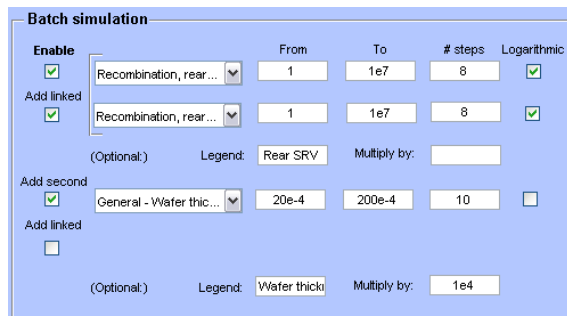 Batch simulation
Enable From To # steps Logarithmic
Recombination, rear... 1 1e7 8
Add linked
Recombination, rear... 1 1e7 8
(Optional:) Legend: Rear SRV Multiply by:
Add second
General - Wafer thic... 20e-4 200e-4 10
Add linked
(Optional:) Legend: Wafer thick Multiply by: 1e4